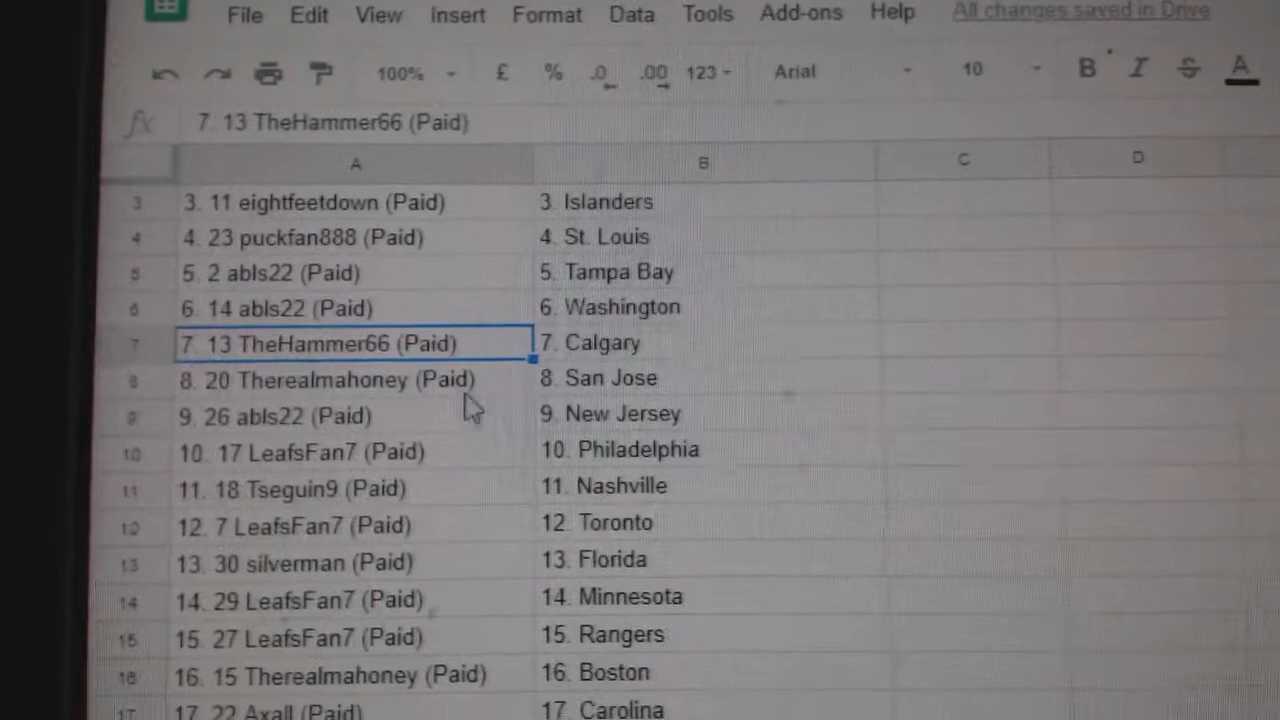 File Edit View Insert Format Data Tools Add-ons Help All changes saved in Drive
100% £ % .0 .00 123 Arial 10 B I S A
fx 7. 13 TheHammer66 (Paid)
A B C D
3 3. 11 eightfeetdown (Paid) 3. Islanders
4 4. 23 puckfan888 (Paid) 4. St. Louis
5 5. 2 abls22 (Paid) 5. Tampa Bay
6 6. 14 abls22 (Paid) 6. Washington
7 7. 13 TheHammer66 (Paid) 7. Calgary
8 8. 20 Therealmahoney (Paid) 8. San Jose
9 9. 26 abls22 (Paid) 9. New Jersey
10 10. 17 LeafsFan7 (Paid) 10. Philadelphia
11 11. 18 Tseguin9 (Paid) 11. Nashville
12 12. 7 LeafsFan7 (Paid) 12. Toronto
13 13. 30 silverman (Paid) 13. Florida
14 14. 29 LeafsFan7 (Paid) 14. Minnesota
15 15. 27 LeafsFan7 (Paid) 15. Rangers
16 16. 15 Therealmahoney (Paid) 16. Boston
17 17. 22 Axall (Paid) 17. Carolina